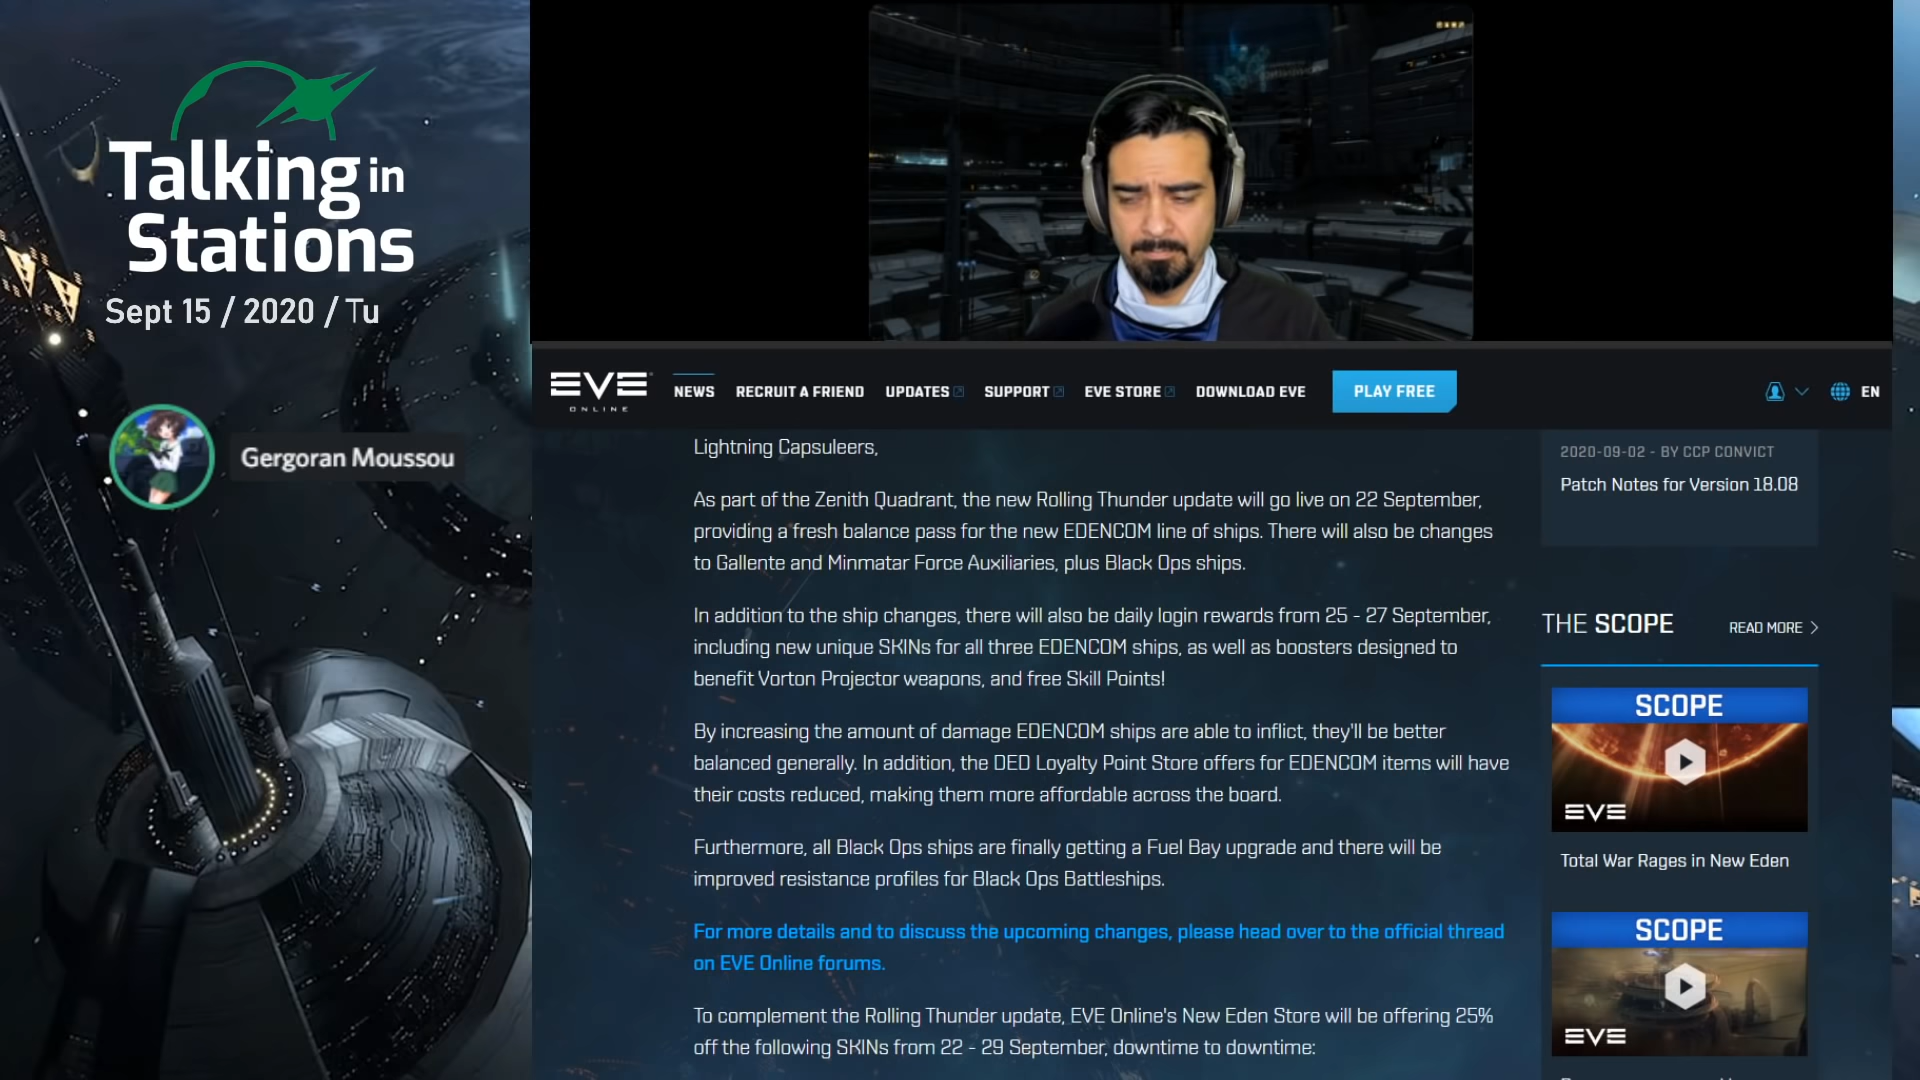 Talking in
Stations
Sept 15 / 2020 / Tu
Gergoran Moussou
EVE
ONLINE
NEWS
RECRUIT A FRIEND
UPDATES
SUPPORT
EVE STORE
DOWNLOAD EVE
PLAY FREE
EN
Lightning Capsuleers,
As part of the Zenith Quadrant, the new Rolling Thunder update will go live on 22 September,
providing a fresh balance pass for the new EDENCOM line of ships. There will also be changes
to Gallente and Minmatar Force Auxiliaries, plus Black Ops ships.
In addition to the ship changes, there will also be daily login rewards from 25 - 27 September,
including new unique SKINs for all three EDENCOM ships, as well as boosters designed to
benefit Vorton Projector weapons, and free Skill Points!
By increasing the amount of damage EDENCOM ships are able to inflict, they'll be better
balanced generally. In addition, the DED Loyalty Point Store offers for EDENCOM items will have
their costs reduced, making them more affordable across the board.
Furthermore, all Black Ops ships are finally getting a Fuel Bay upgrade and there will be
improved resistance profiles for Black Ops Battleships.
For more details and to discuss the upcoming changes, please head over to the official thread
on EVE Online forums.
To complement the Rolling Thunder update, EVE Online's New Eden Store will be offering 25%
off the following SKINs from 22 - 29 September, downtime to downtime:
2020-09-02 - BY CCP CONVICT
Patch Notes for Version 18.08
THE SCOPE
READ MORE
SCOPE
EVE
Total War Rages in New Eden
SCOPE
EVE